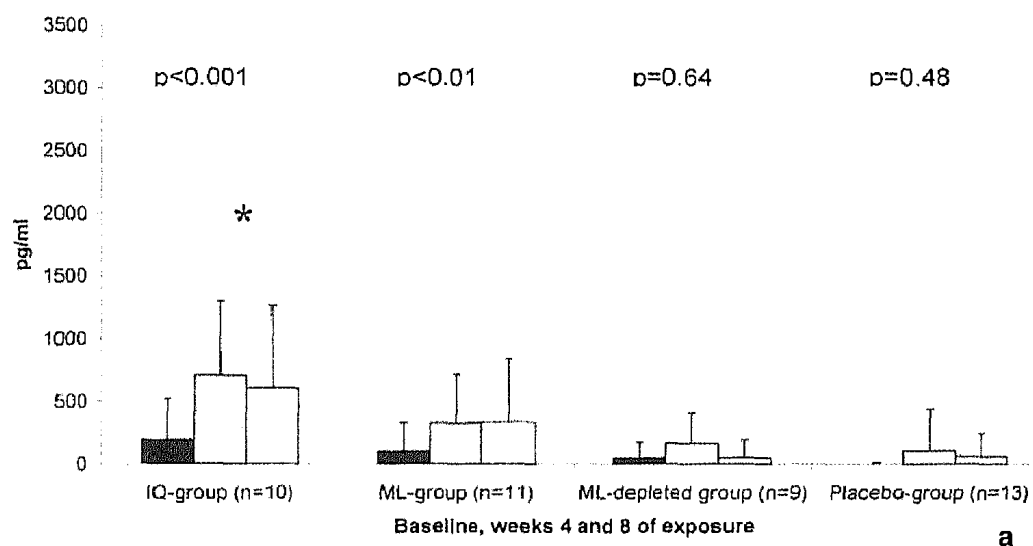 3500
p<0.001 p<0.01 p=0.64 p=0.48
3000
2500
2000
*
pg/ml
1500
1000
500
0
IQ-group (n=10) ML-group (n=11) ML-depleted group (n=9) Placebo-group (n=13)
Baseline, weeks 4 and 8 of exposure
a